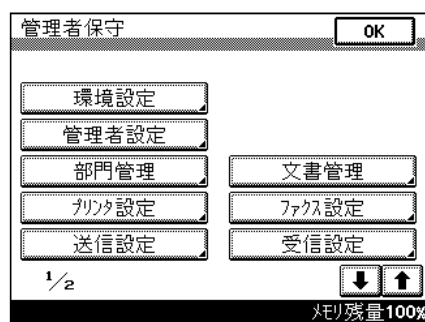 管理者保守 OK
環境設定
管理者設定
部門管理 文書管理
プリンタ設定 ファクス設定
送信設定 受信設定
1/2
メモリ残量100%